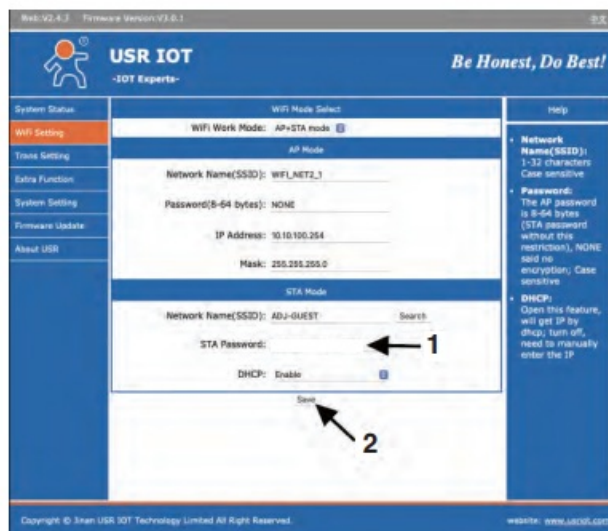 Web:V2.4.3 Firmware Version:V3.0.1 中文
USR IOT
-IOT Experts-
Be Honest, Do Best!
System Status
WiFi Setting
Trans Setting
Extra Function
System Setting
Firmware Update
About USR
WiFi Mode Select
WiFi Work Mode: AP+STA mode
AP Mode
Network Name(SSID): WIFI_NET2_1
Password(8-64 bytes): NONE
IP Address: 10.10.100.254
Mask: 255.255.255.0
STA Mode
Network Name(SSID): ADJ-GUEST Search
STA Password:
1
DHCP: Enable
Save
2
Help
• Network
Name(SSID):
1-32 characters
Case sensitive
• Password:
The AP password
is 8-64 bytes
(STA password
without this
restriction), NONE
said no
encryption; Case
sensitive
• DHCP:
Open this feature,
will get IP by
dhcp; turn off,
need to manually
enter the IP
Copyright © Jinan USR IOT Technology Limited All Right Reserved. website: www.usriot.com